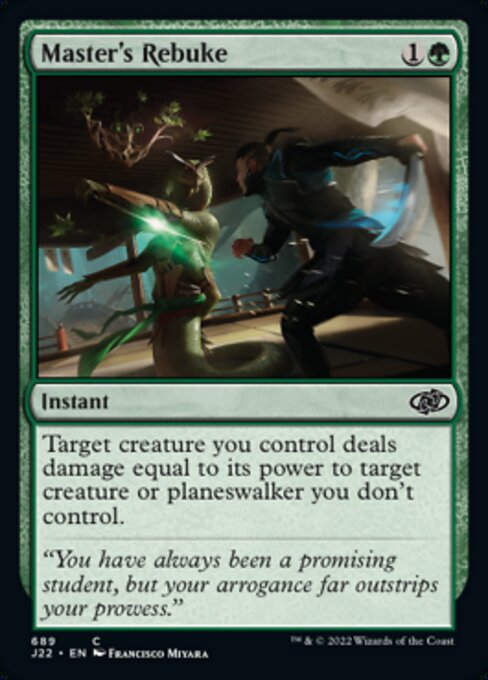 Master's Rebuke 1
Instant
Target creature you control deals
damage equal to its power to target
creature or planeswalker you don't
control.
"You have always been a promising
student, but your arrogance far outstrips
your prowess."
689 C
J22 • EN Francisco Miyara
™ & © 2022 Wizards of the Coast